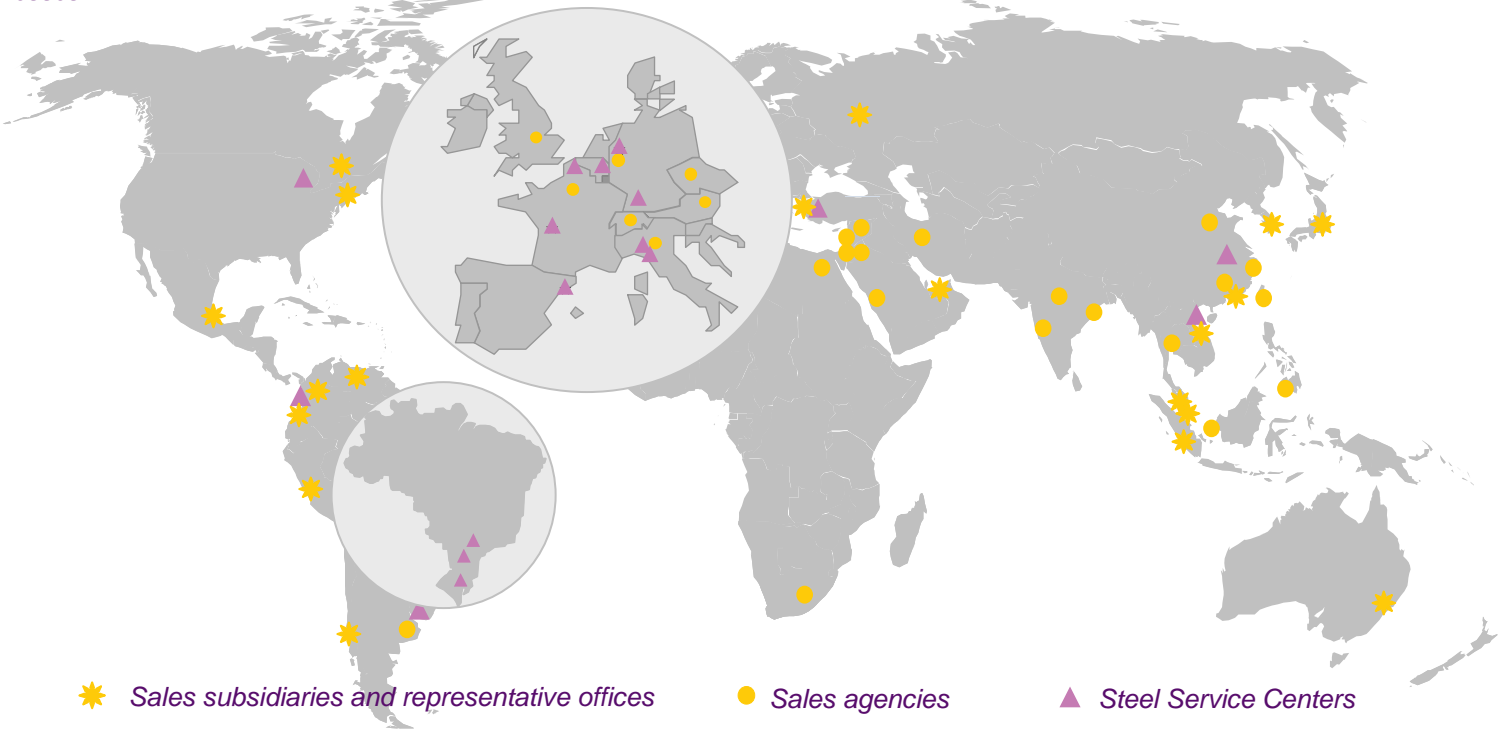 Sales subsidiaries and representative offices
Sales agencies
Steel Service Centers